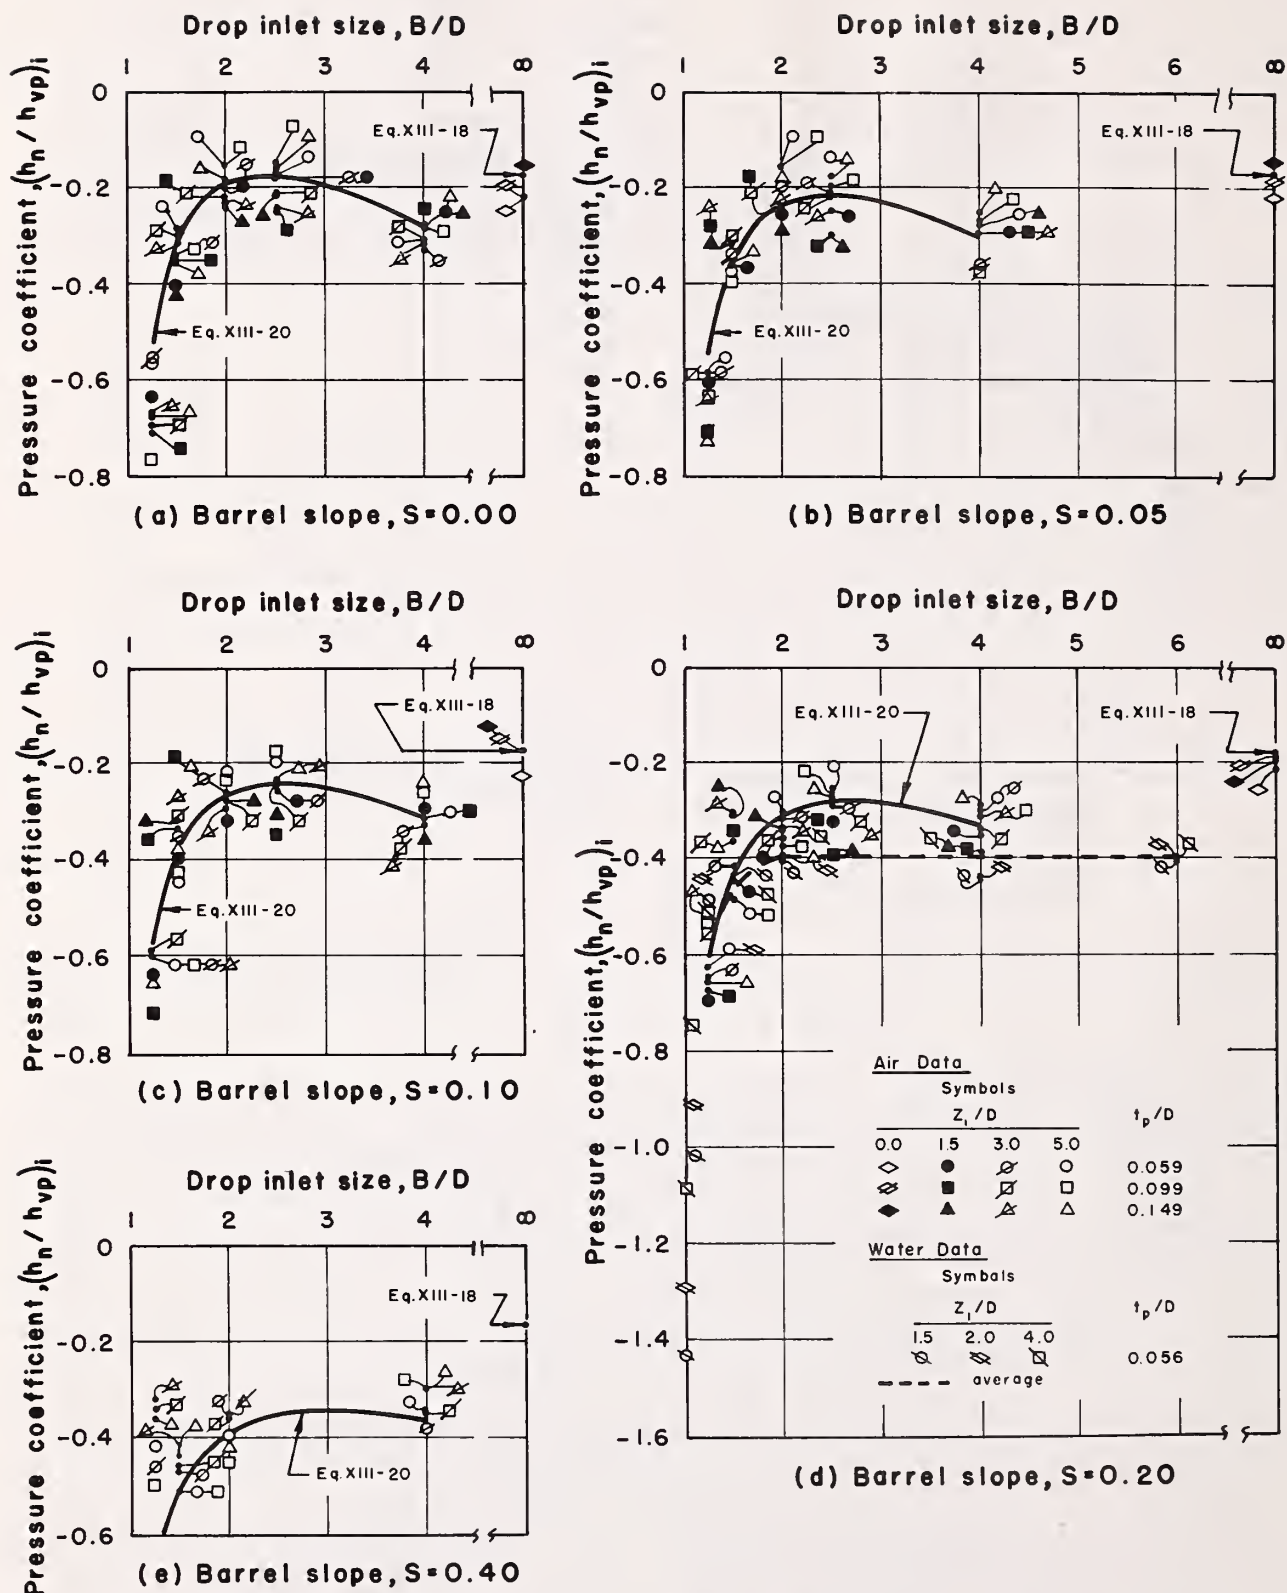 Drop inlet size, B/D
1 2 3 4 ∞
Pressure coefficient, (hn/hvp)i
0
-0.2
-0.4
-0.6
-0.8
Eq. XIII-18
Eq. XIII-20
(a) Barrel slope, S=0.00
Drop inlet size, B/D
1 2 3 4 5 ∞
Pressure coefficient, (hn/hvp)i
0
-0.2
-0.4
-0.6
-0.8
Eq. XIII-18
Eq. XIII-20
(b) Barrel slope, S=0.05
Drop inlet size, B/D
1 2 3 4 ∞
Pressure coefficient, (hn/hvp)i
0
-0.2
-0.4
-0.6
-0.8
Eq. XIII-18
Eq. XIII-20
(c) Barrel slope, S=0.10
Drop inlet size, B/D
1 2 3 4 5 6 ∞
Pressure coefficient, (hn/hvp)i
0
-0.2
-0.4
-0.6
-0.8
-1.0
-1.2
-1.4
-1.6
Eq. XIII-20
Eq. XIII-18
Air Data
Symbols
Z1/D tp/D
0.0 1.5 3.0 5.0
0.059
0.099
0.149
Water Data
Symbals
Z1/D tp/D
1.5 2.0 4.0
0.056
average
(d) Barrel slope, S=0.20
Drop inlet size, B/D
1 2 3 4 ∞
Pressure coefficient, (hn/hvp)i
0
-0.2
-0.4
-0.6
Eq. XIII-18
Eq. XIII-20
(e) Barrel slope, S=0.40